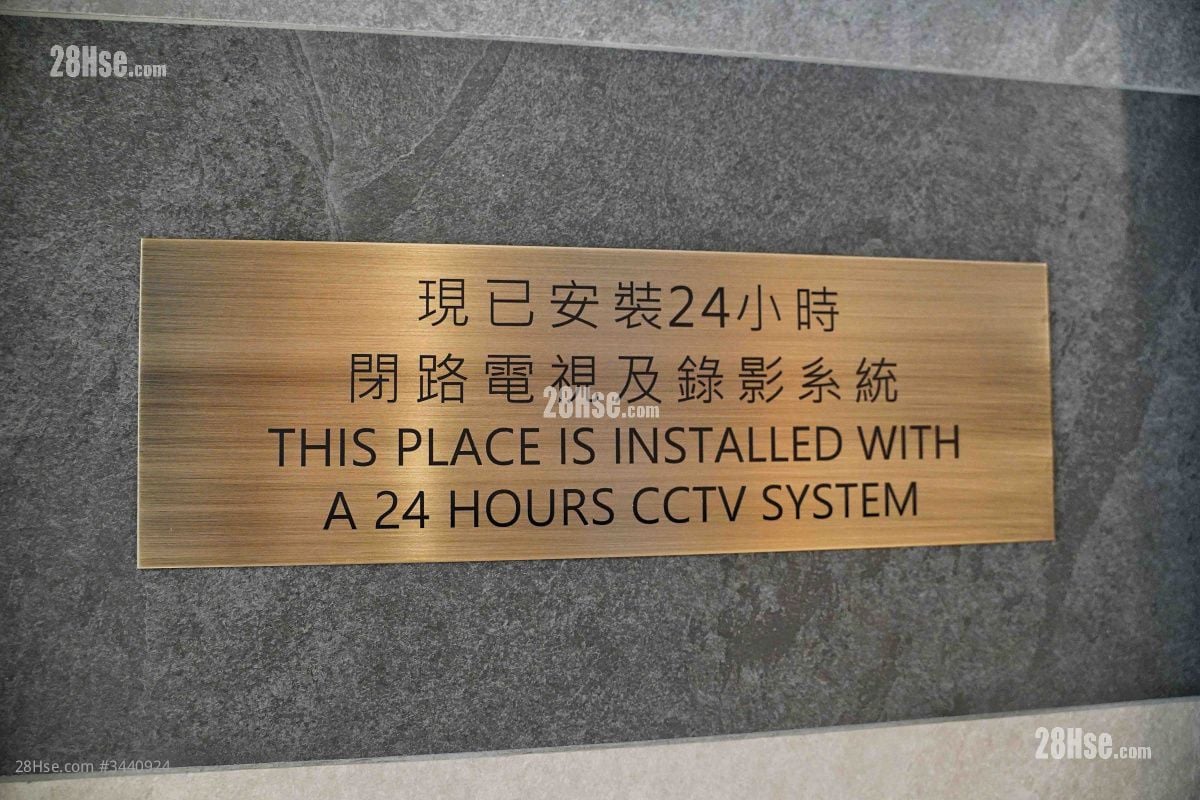 28Hse.com
現已安裝24小時
閉路電視及錄影系統
28Hse.com
THIS PLACE IS INSTALLED WITH
A 24 HOURS CCTV SYSTEM
28Hse.com
28Hse.com #3440924